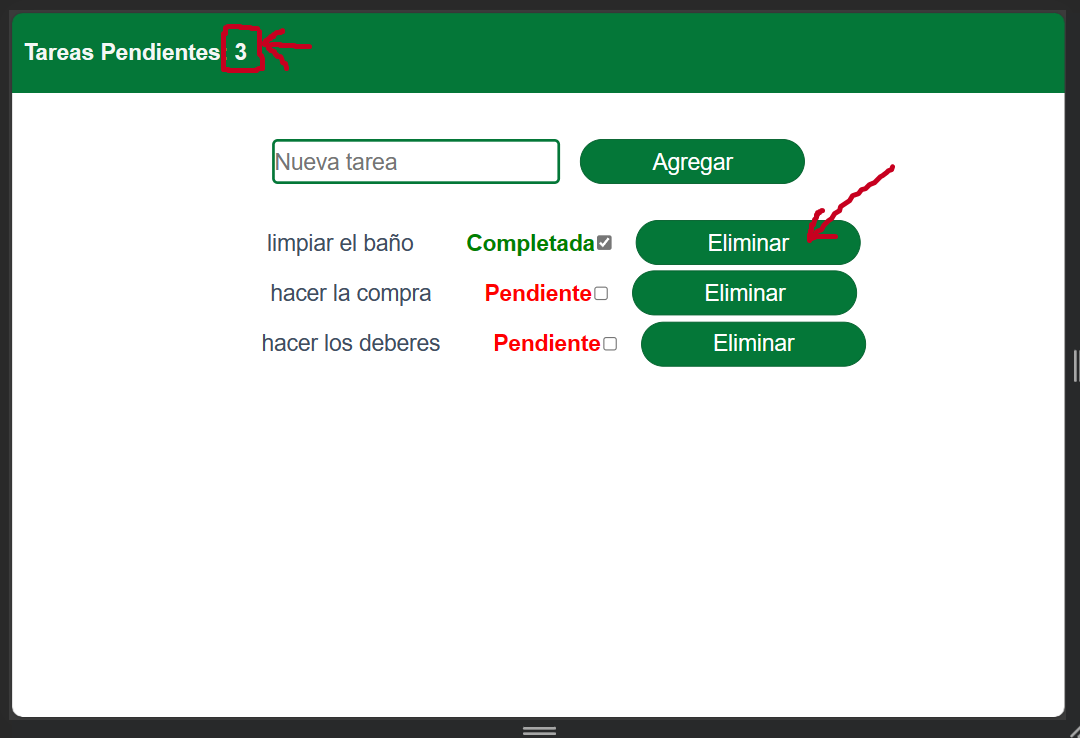 Tareas Pendientes: 3
Nueva tarea Agregar
limpiar el baño Completada Eliminar
hacer la compra Pendiente Eliminar
hacer los deberes Pendiente Eliminar